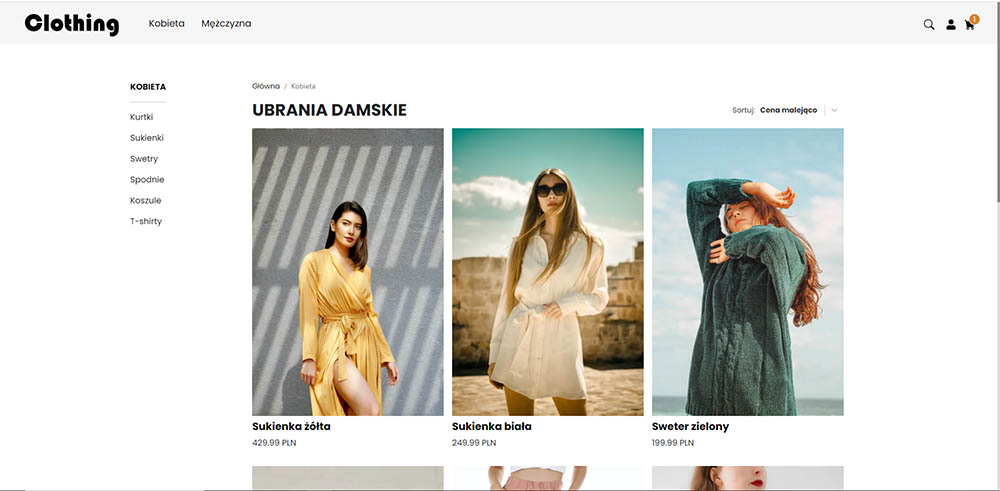 Clothing
Kobieta
Mężczyzna
1
KOBIETA
Kurtki
Sukienki
Swetry
Spodnie
Koszule
T-shirty
Główna / Kobieta
UBRANIA DAMSKIE
Sortuj: Cena malejąco
Sukienka żółta
429.99 PLN
Sukienka biała
249.99 PLN
Sweter zielony
199.99 PLN